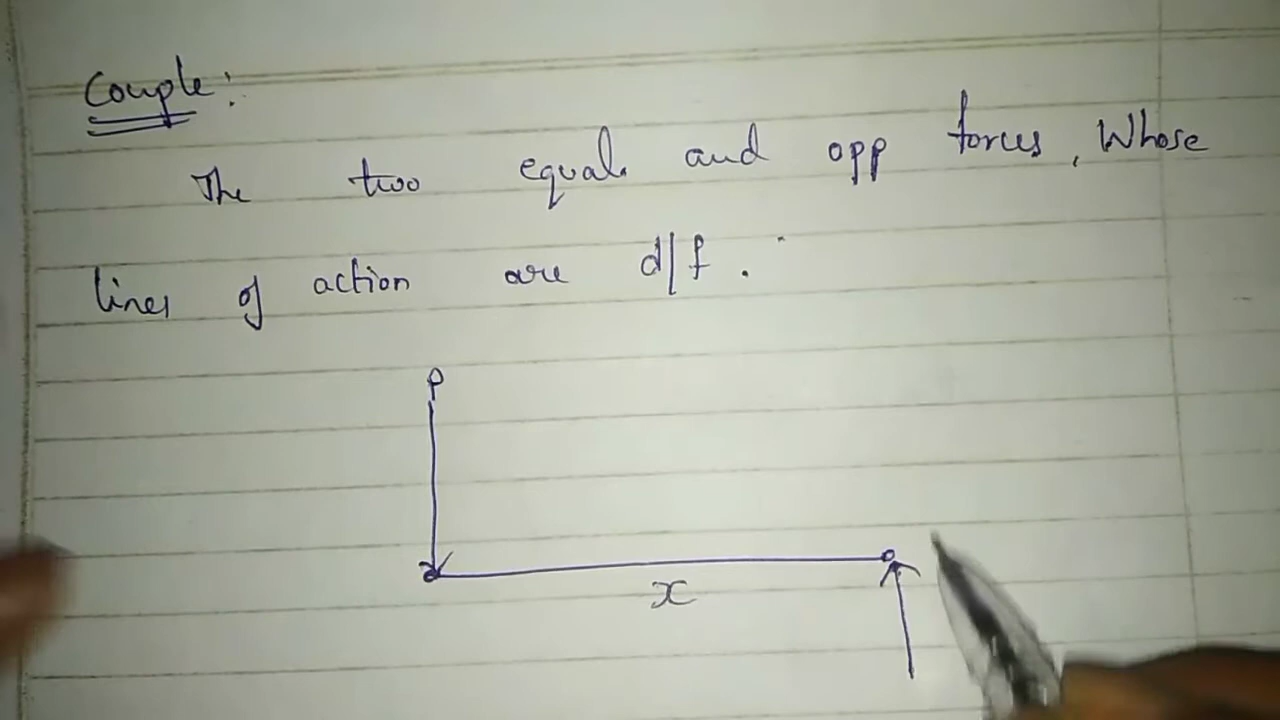 Couple:
The two equal and opp forces, Whose
lines of action are d/f.
P
x